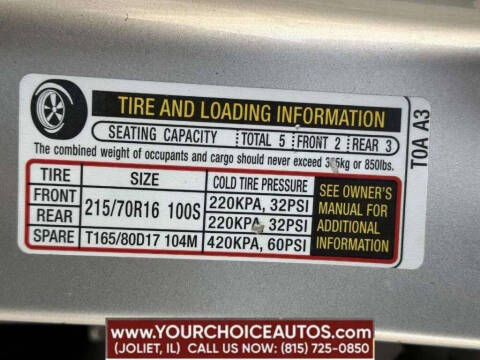 TIRE AND LOADING INFORMATION
SEATING CAPACITY TOTAL 5 FRONT 2 REAR 3
The combined weight of occupants and cargo should never exceed kg or 850lbs.
TIRE SIZE COLD TIRE PRESSURE
FRONT 215/70R16 100S 220KPA, 32PSI
REAR 220KPA, 32PSI
SPARE T165/80D17 104M 420KPA, 60PSI
SEE OWNER'S
MANUAL FOR
ADDITIONAL
INFORMATION
TOA A3
WWW.YOURCHOICEAUTOS.COM
(JOLIET, IL) CALL US NOW: (815) 725-0850